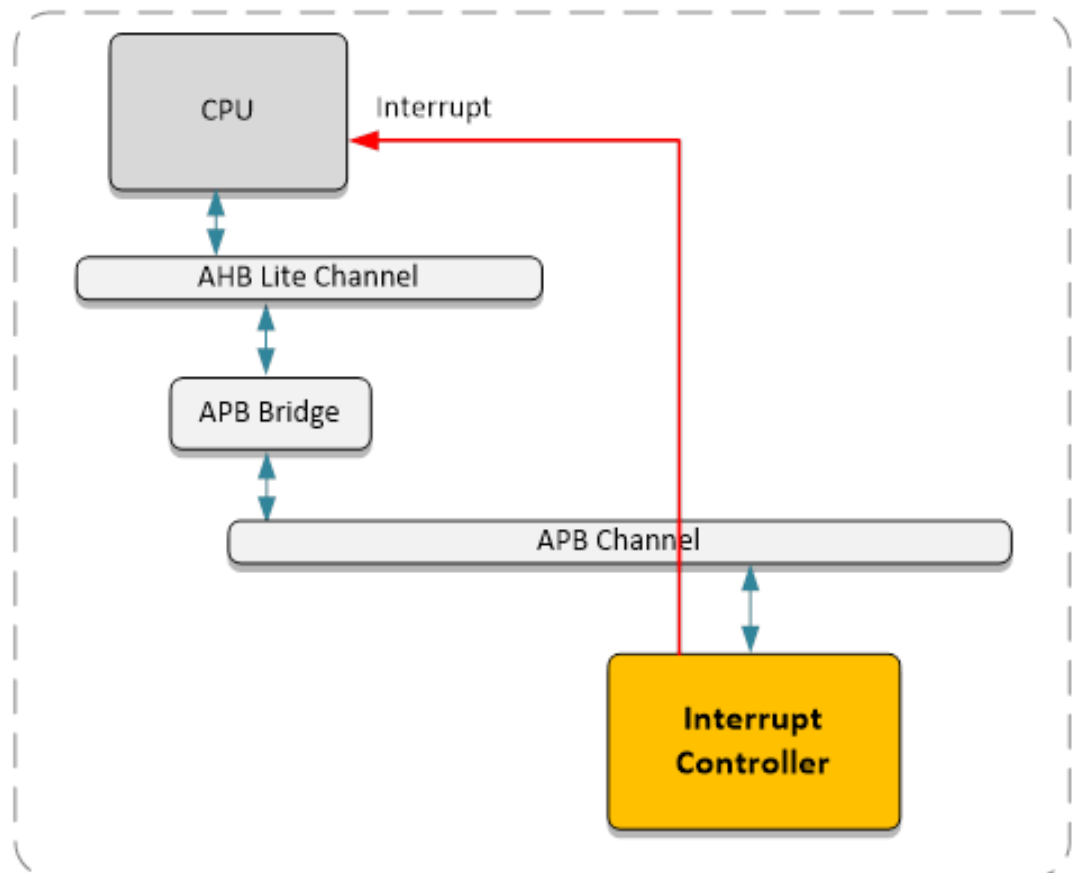 CPU
Interrupt
AHB Lite Channel
APB Bridge
APB Channel
Interrupt
Controller